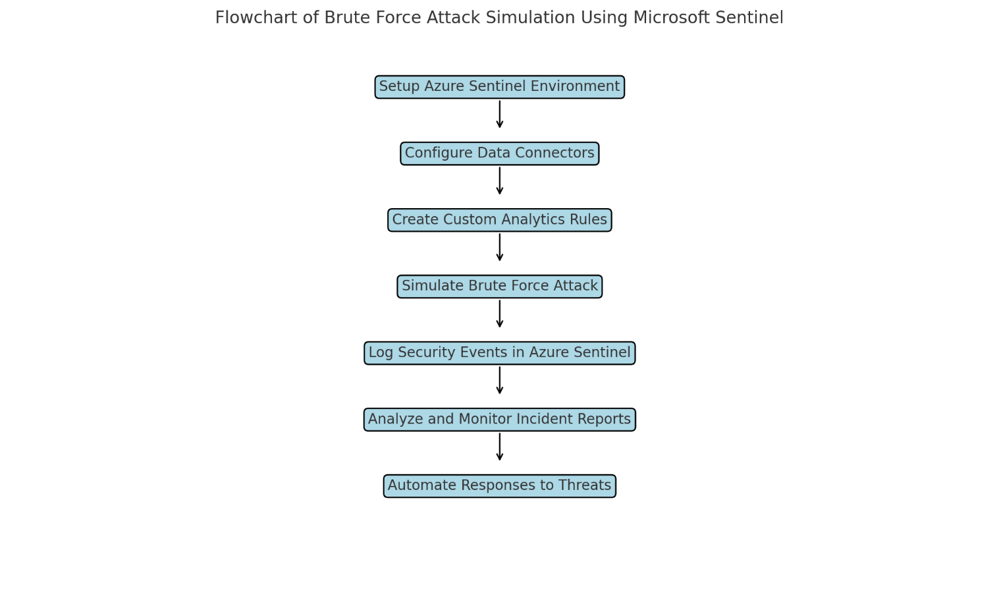 Flowchart of Brute Force Attack Simulation Using Microsoft Sentinel
Setup Azure Sentinel Environment
Configure Data Connectors
Create Custom Analytics Rules
Simulate Brute Force Attack
Log Security Events in Azure Sentinel
Analyze and Monitor Incident Reports
Automate Responses to Threats